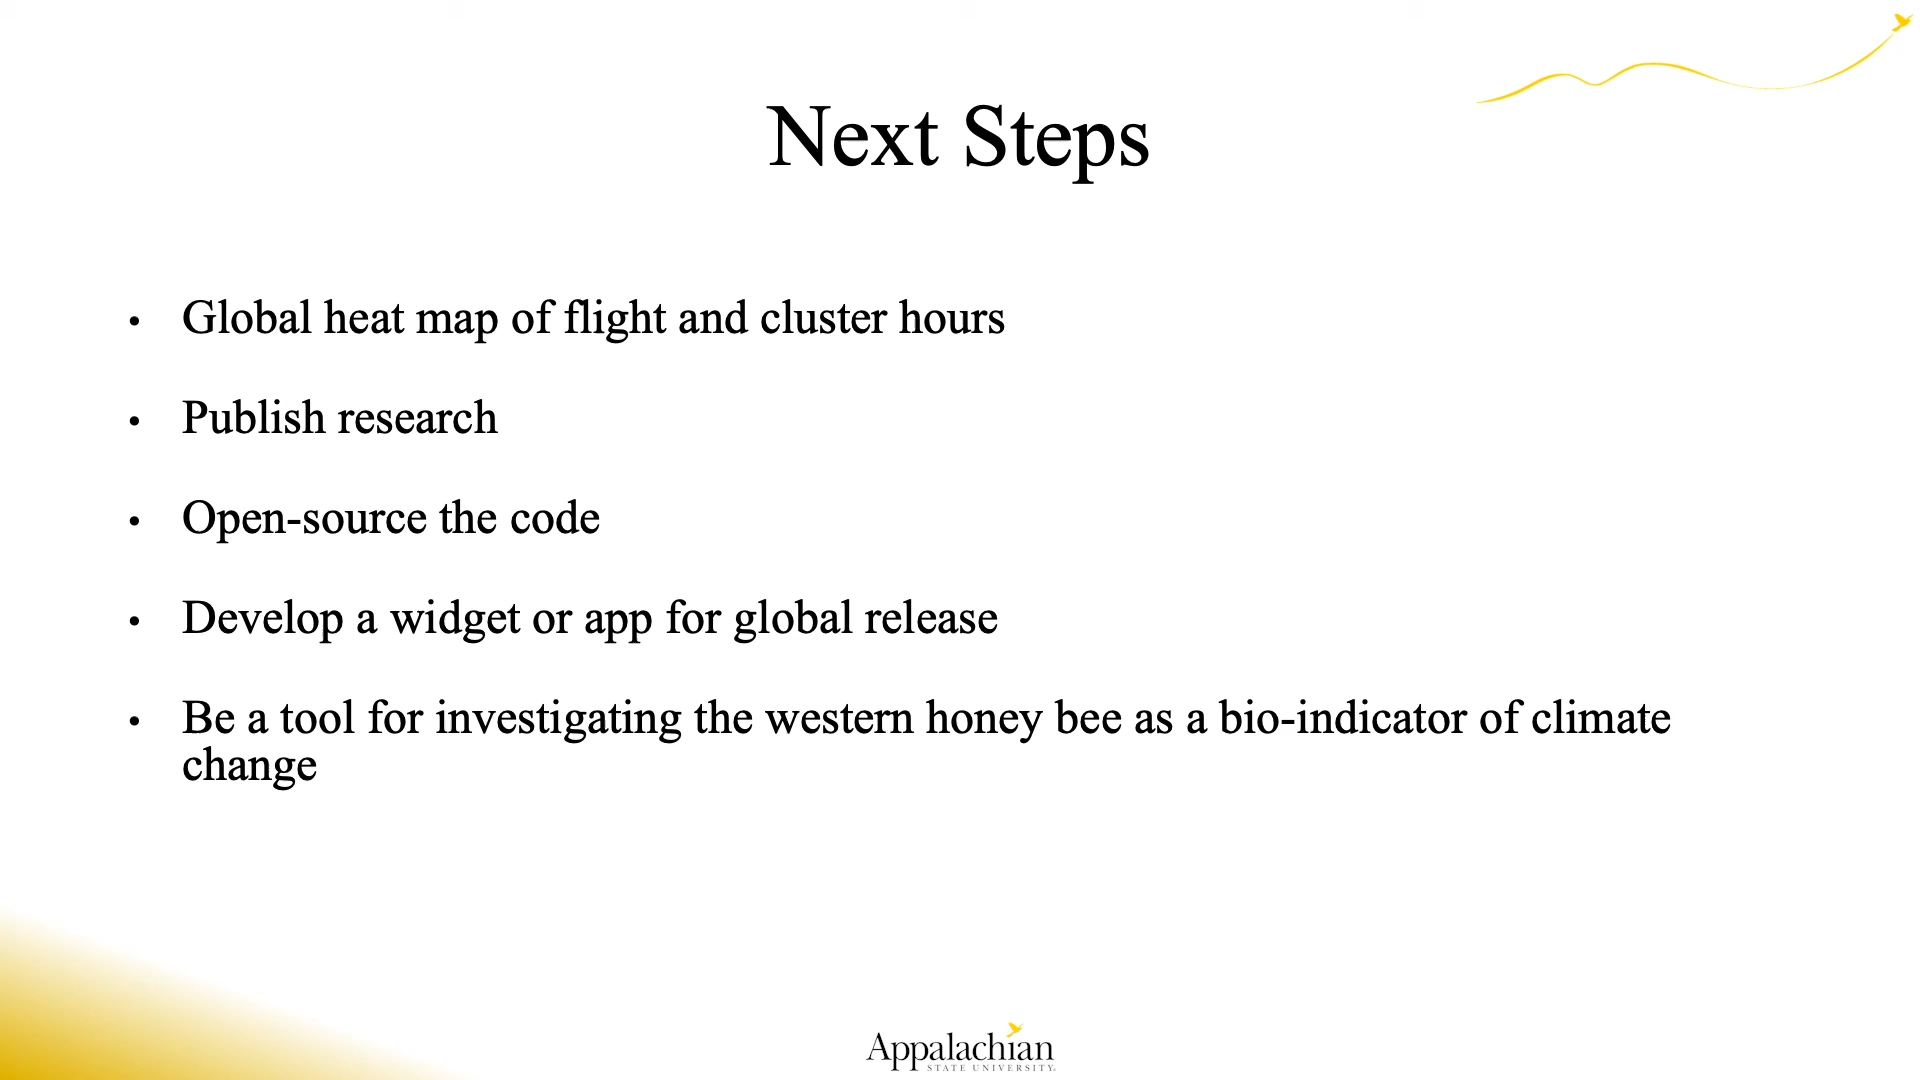 Next Steps
• Global heat map of flight and cluster hours
• Publish research
• Open-source the code
• Develop a widget or app for global release
• Be a tool for investigating the western honey bee as a bio-indicator of climate
change
Appalachian
STATE UNIVERSITY.